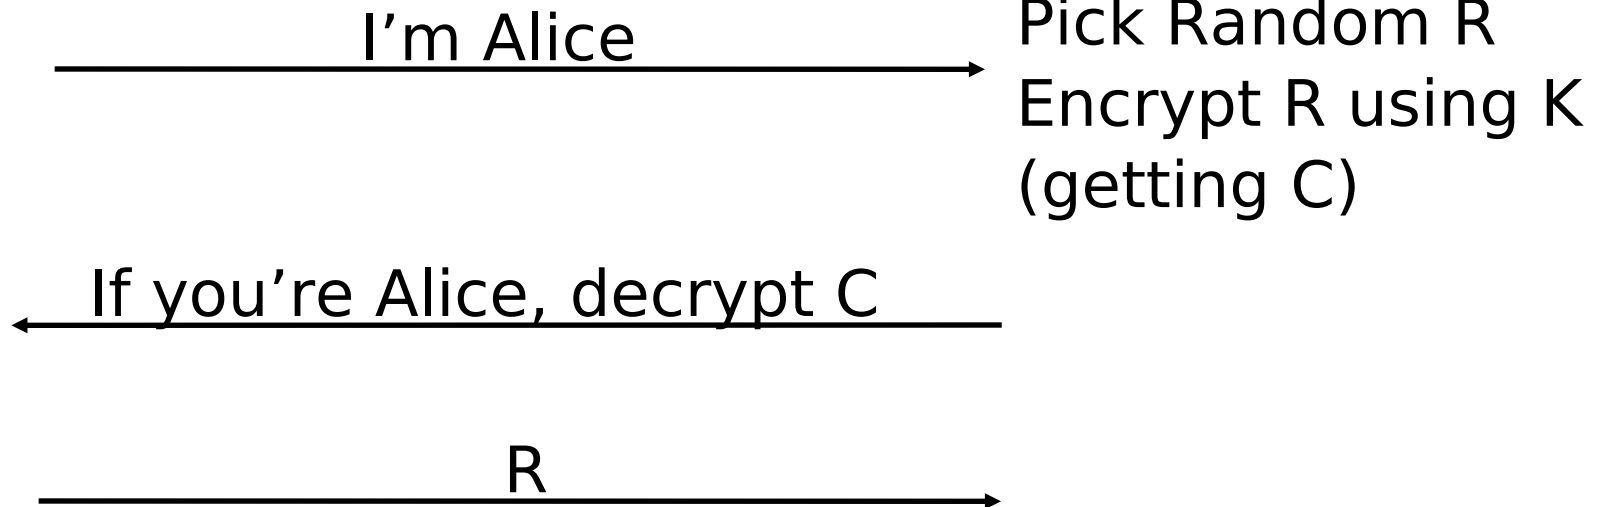 I’m Alice
Pick Random R
Encrypt R using K
(getting C)
If you’re Alice, decrypt C
R